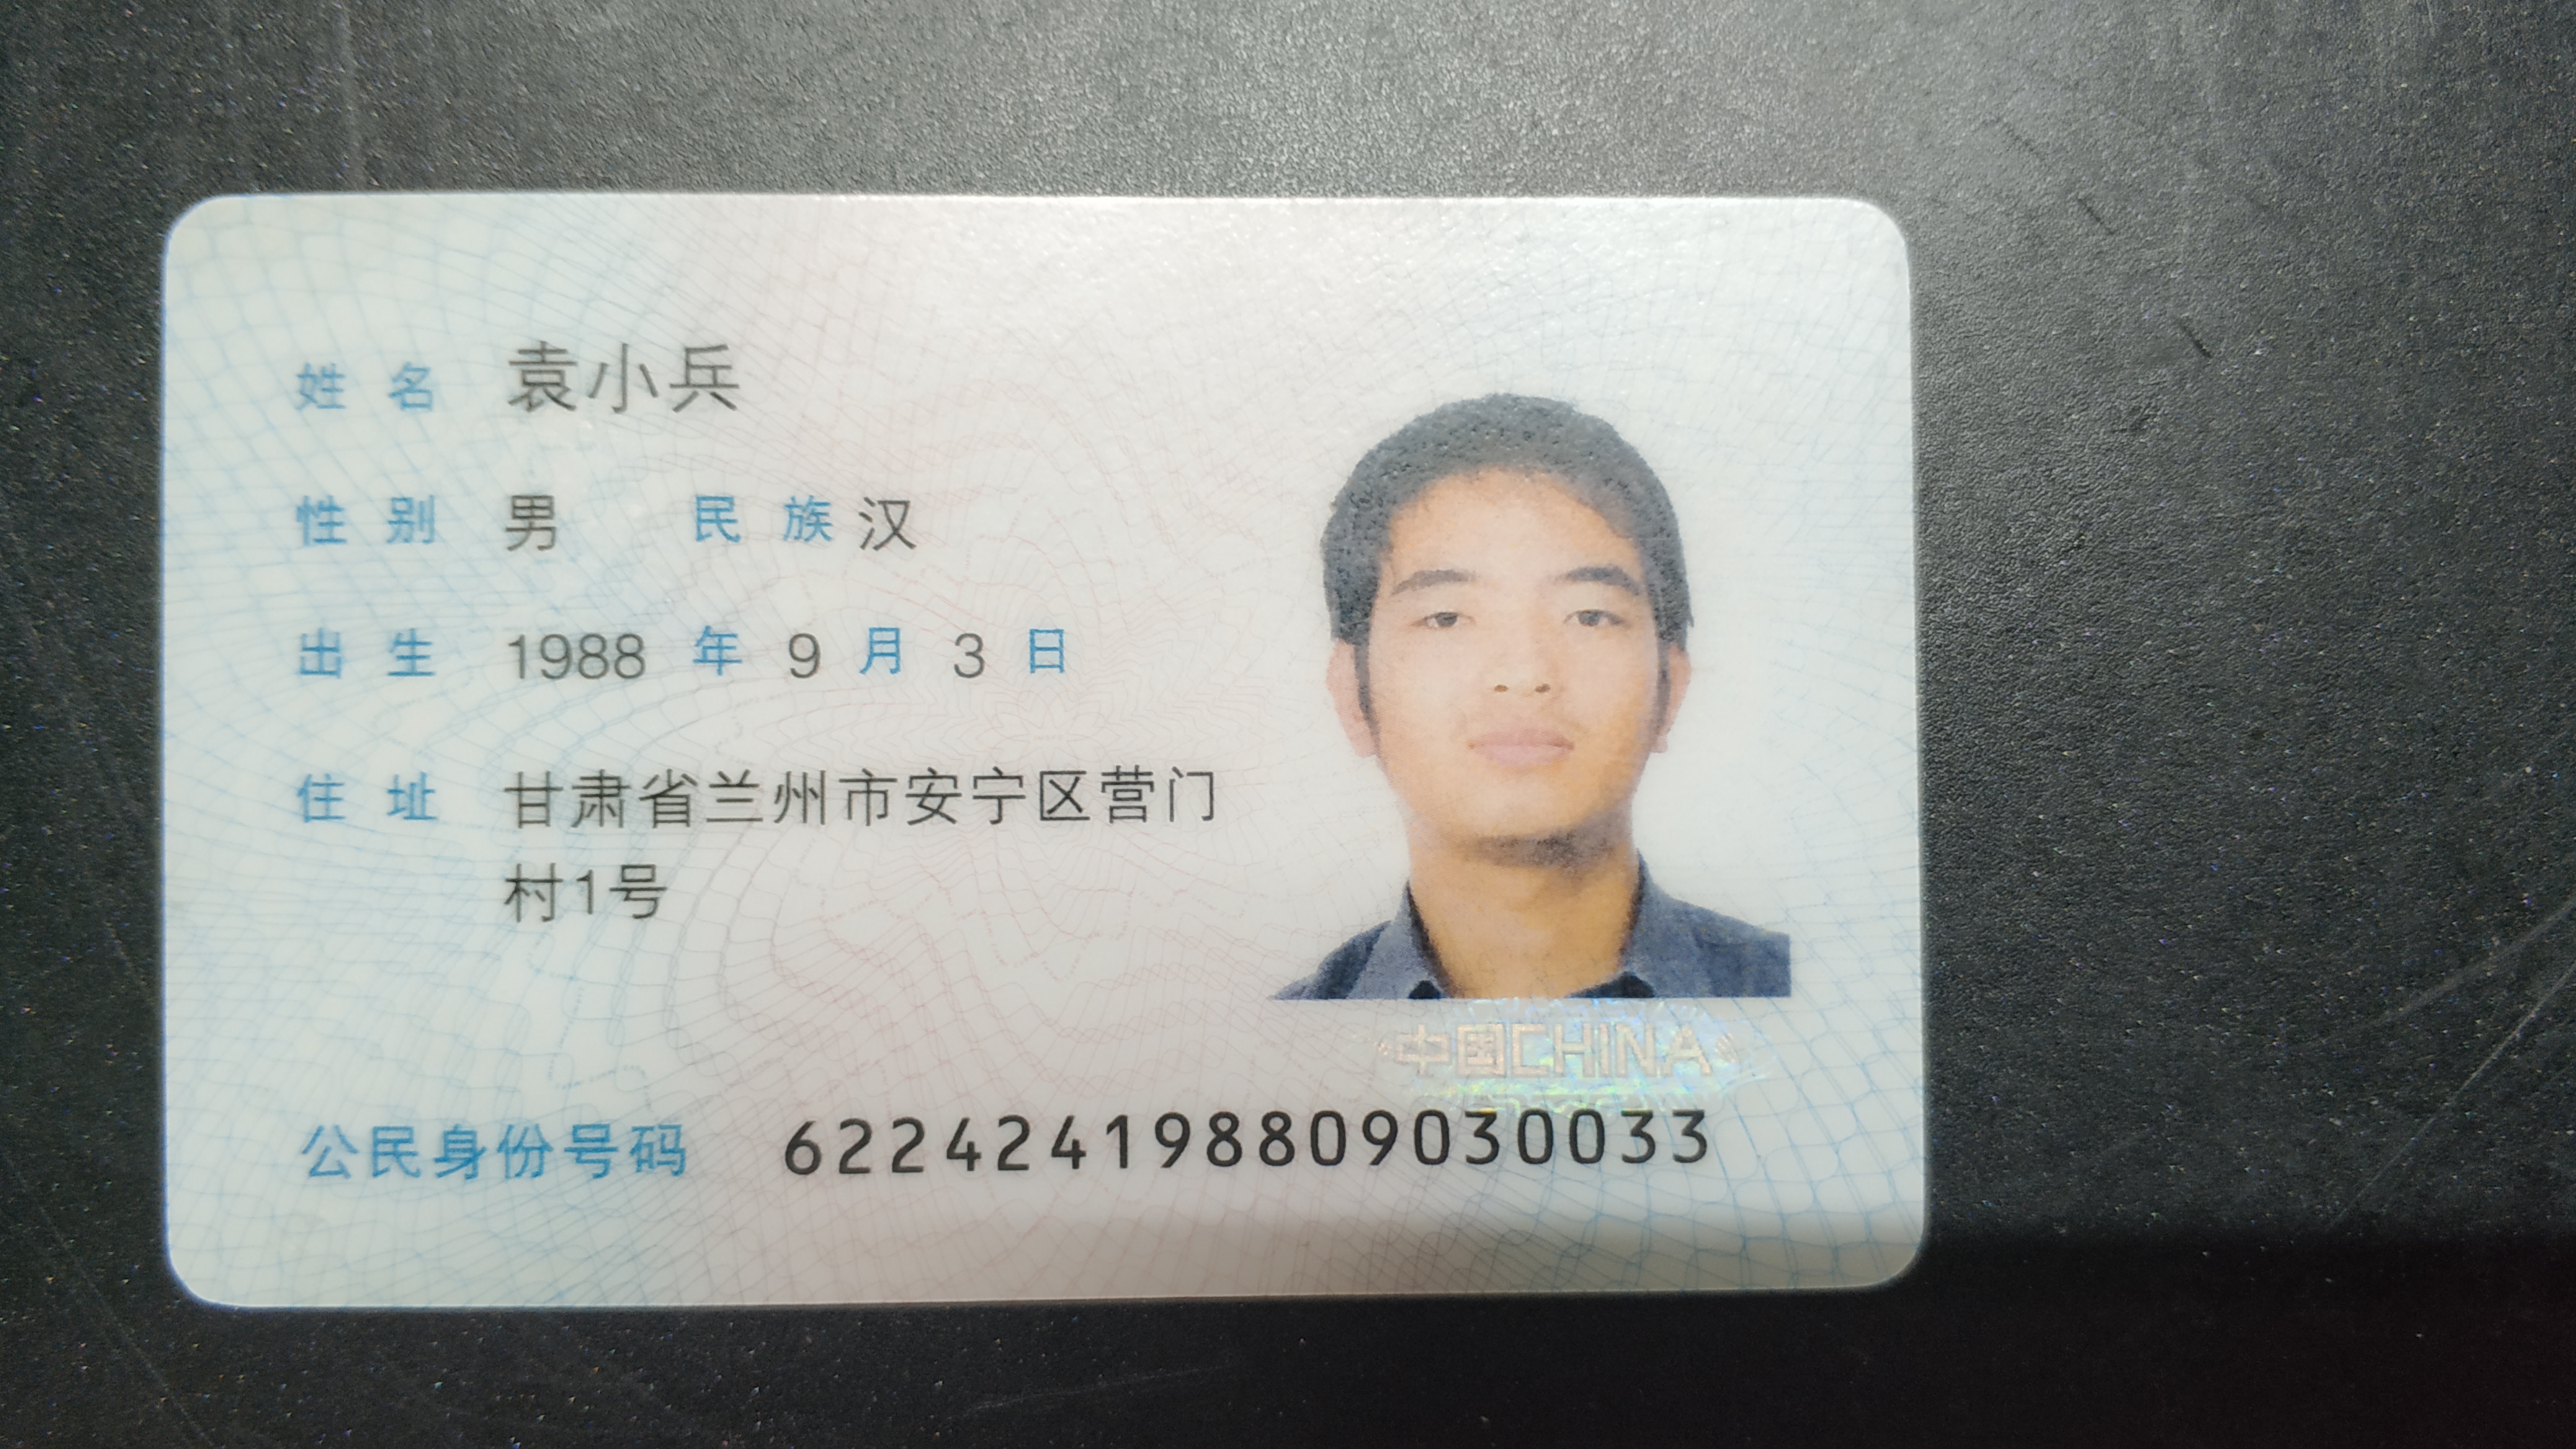 姓名 袁小兵
性别 男 民族 汉
出生 1988 年 9 月 3 日
住址 甘肃省兰州市安宁区营门
村1号
中国CHINA
公民身份号码 622424198809030033